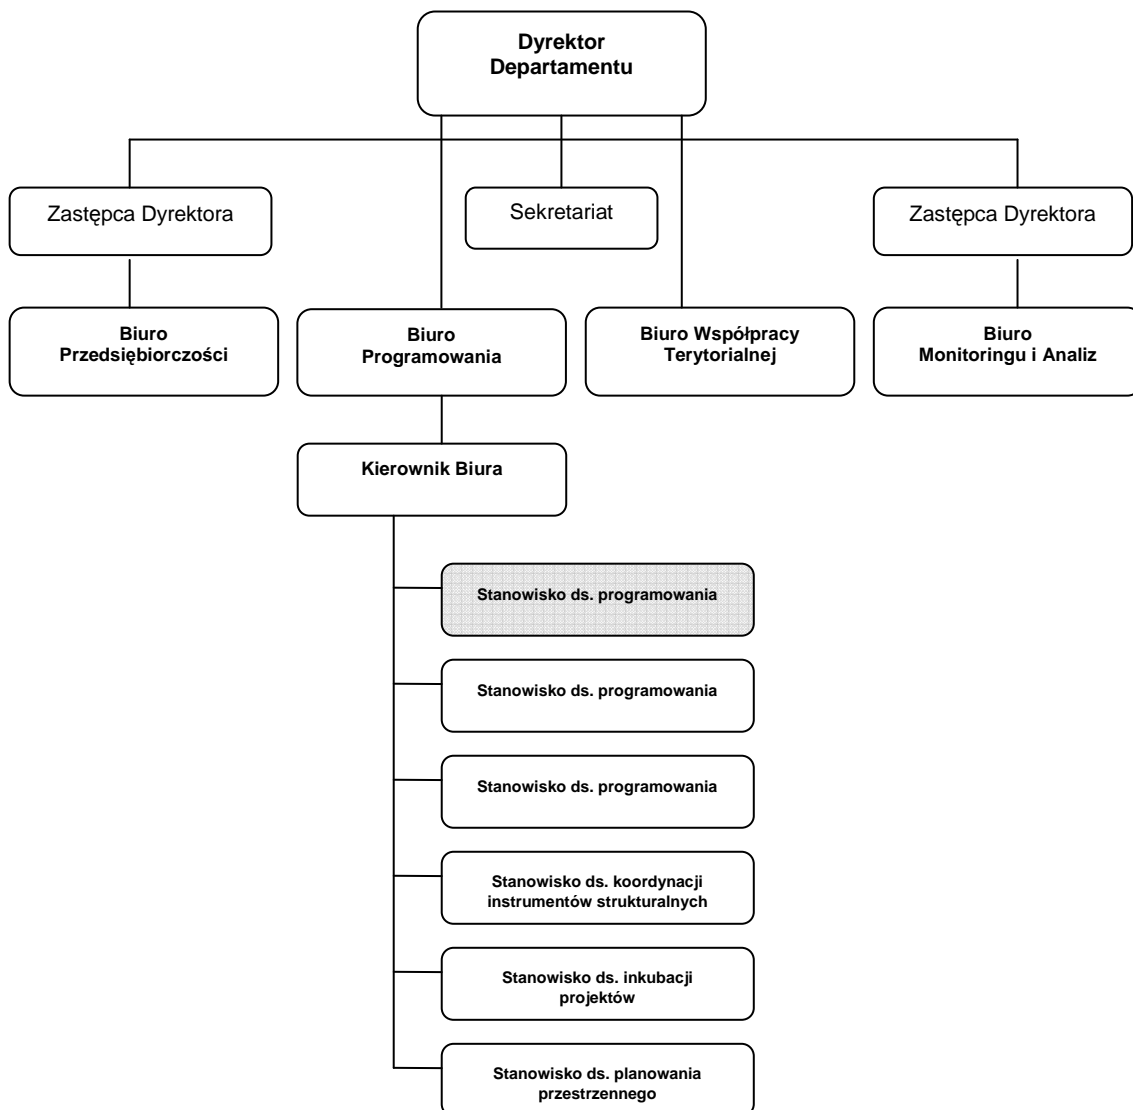 Dyrektor
Departamentu
Zastępca Dyrektora
Sekretariat
Zastępca Dyrektora
Biuro
Przedsiębiorczości
Biuro
Programowania
Biuro Współpracy
Terytorialnej
Biuro
Monitoringu i Analiz
Kierownik Biura
Stanowisko ds. programowania
Stanowisko ds. programowania
Stanowisko ds. programowania
Stanowisko ds. koordynacji
instrumentów strukturalnych
Stanowisko ds. inkubacji
projektów
Stanowisko ds. planowania
przestrzennego